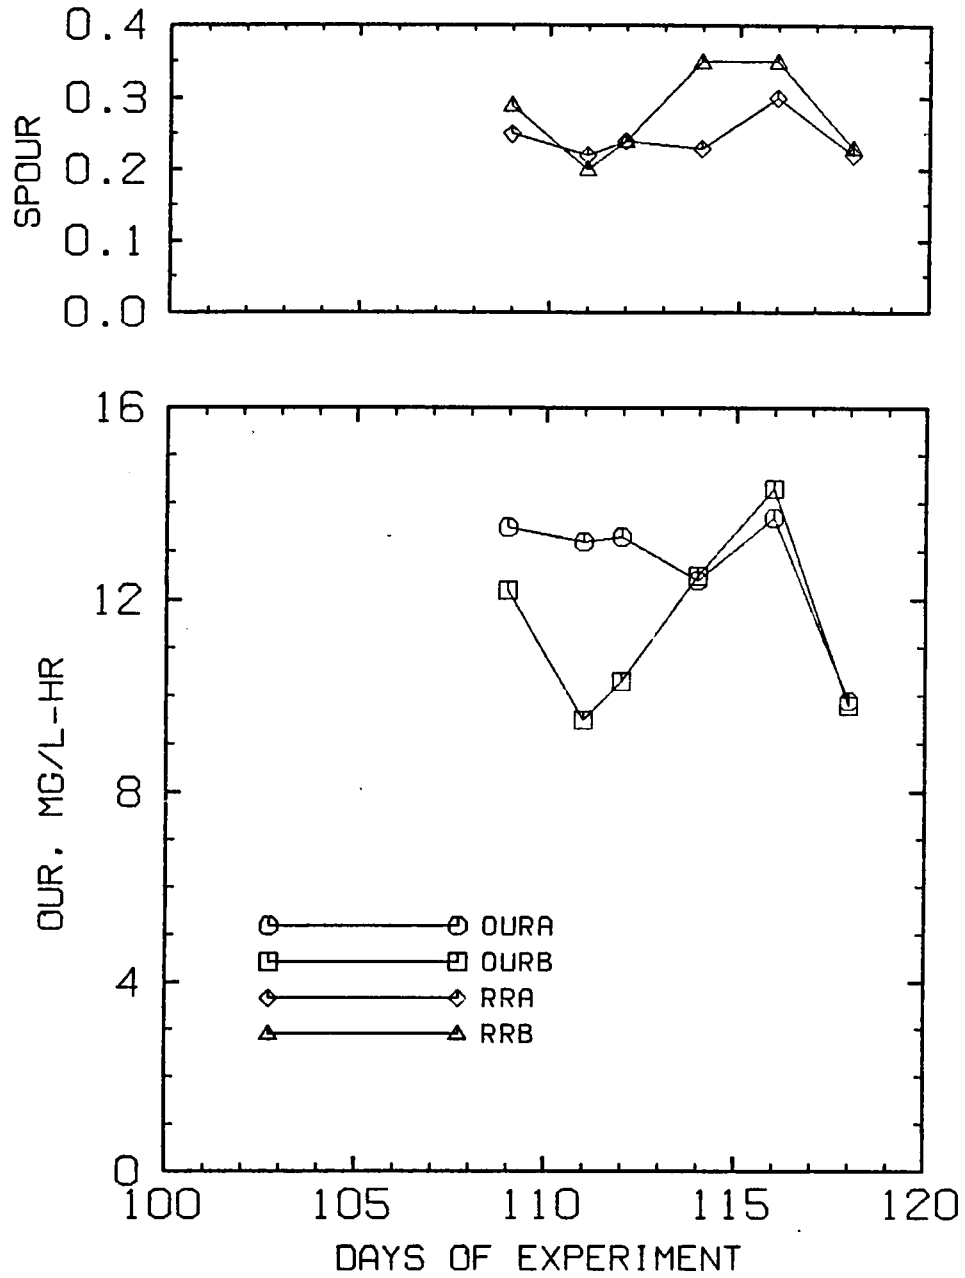 0.4
0.3
0.2
0.1
0.0
SPOUR
16
12
8
4
0
OUR, MG/L-HR
OURA
OURB
RRA
RRB
100 105 110 115 120
DAYS OF EXPERIMENT